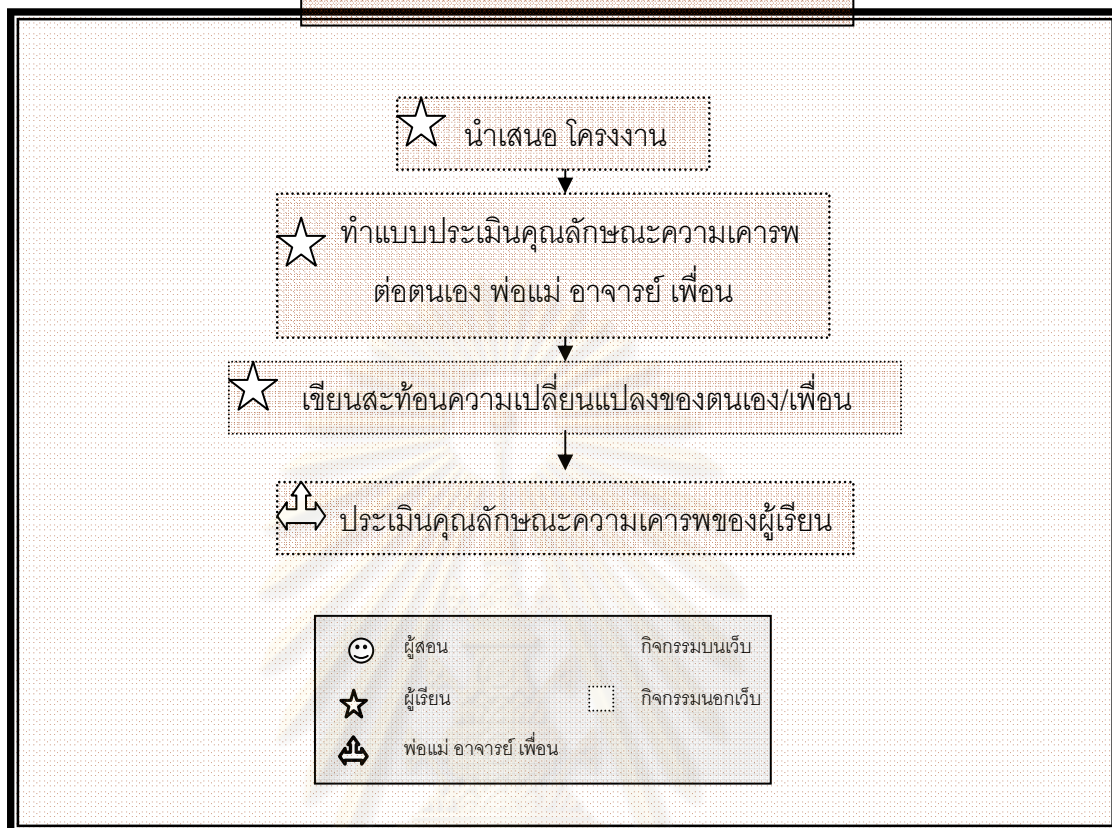 นำเสนอ โครงงาน
ทำแบบประเมินคุณลักษณะความเคารพ
ต่อตนเอง พ่อแม่ อาจารย์ เพื่อน
เขียนสะท้อนความเปลี่ยนแปลงของตนเอง/เพื่อน
ประเมินคุณลักษณะความเคารพของผู้เรียน
ผู้สอน กิจกรรมบนเว็บ
ผู้เรียน กิจกรรมนอกเว็บ
พ่อแม่ อาจารย์ เพื่อน